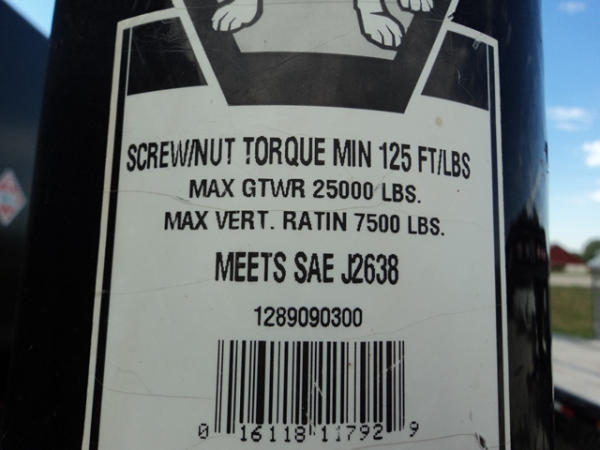 SCREW/NUT TORQUE MIN 125 FT/LBS
MAX GTWR 25000 LBS.
MAX VERT. RATIN 7500 LBS.
MEETS SAE J2638
1289090300
0 16118 11792 9